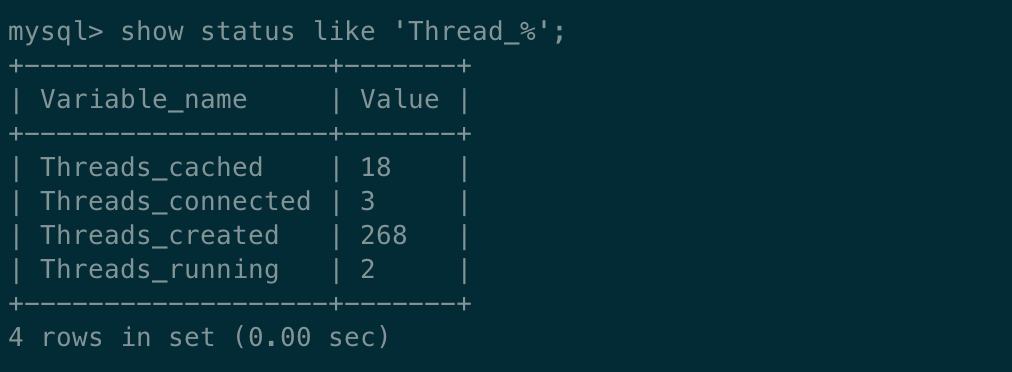 mysql> show status like 'Thread_%';
+-------------------+-------+
| Variable_name     | Value |
+-------------------+-------+
| Threads_cached    | 18    |
| Threads_connected | 3     |
| Threads_created   | 268   |
| Threads_running   | 2     |
+-------------------+-------+
4 rows in set (0.00 sec)